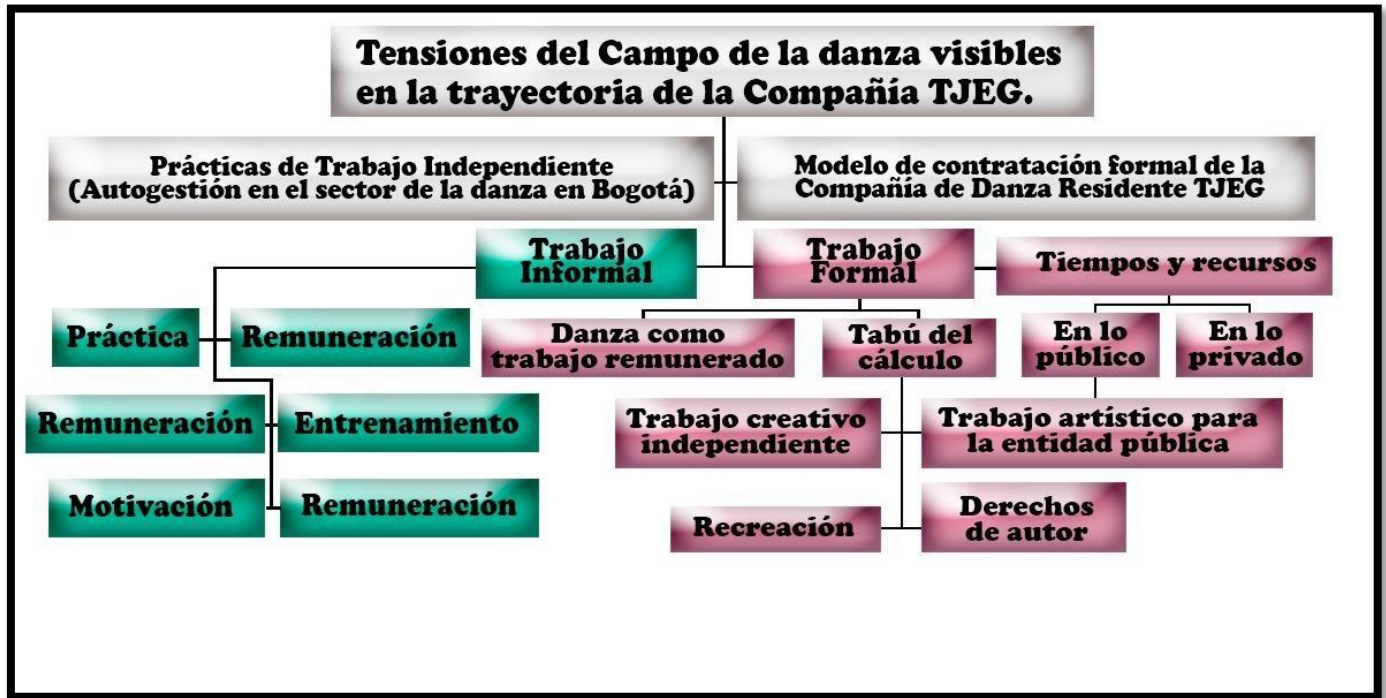 Tensiones del Campo de la danza visibles
en la trayectoria de la Compañía TJEG.
Prácticas de Trabajo Independiente
(Autogestión en el sector de la danza en Bogotá)
Modelo de contratación formal de la
Compañía de Danza Residente TJEG
Trabajo
Informal
Trabajo
Formal
Tiempos y recursos
Práctica
Remuneración
Danza como
trabajo remunerado
Tabú del
cálculo
En lo
público
En lo
privado
Remuneración
Entrenamiento
Trabajo creativo
independiente
Trabajo artístico para
la entidad pública
Motivación
Remuneración
Recreación
Derechos
de autor